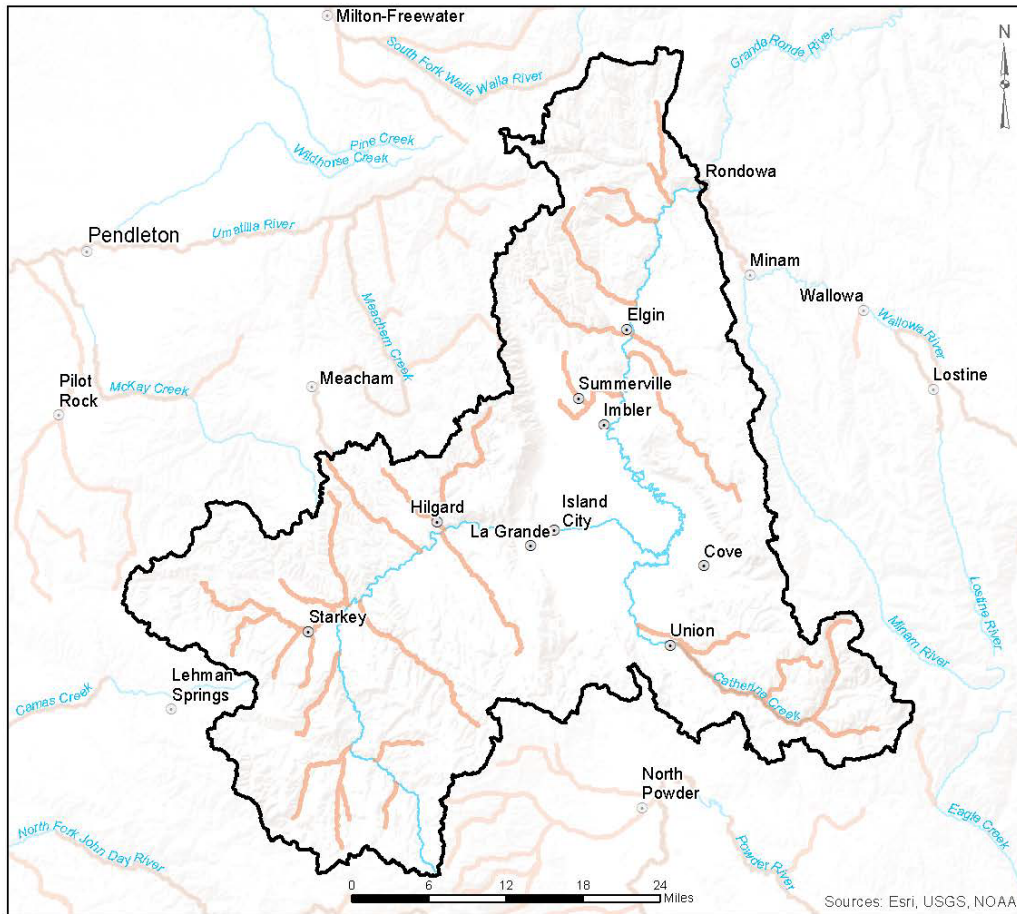 Milton-Freewater
South Fork Walla Walla River
Grande Ronde River
N
Pine Creek
Wildhorse Creek
Rondowa
Pendleton
Umatilla River
Minam
Wallowa
Wallowa River
Elgin
Meacham Creek
Pilot
Rock
McKay Creek
Meacham
Summerville
Lostine
Imbler
Hilgard
Island
City
La Grande
Cove
Starkey
Union
Lostine River
Minam River
Lehman
Springs
Camas Creek
Catherine Creek
North
Powder
North Fork John Day River
Powder River
Eagle Creek
0 6 12 18 24
Miles
Sources: Esri, USGS, NOAA